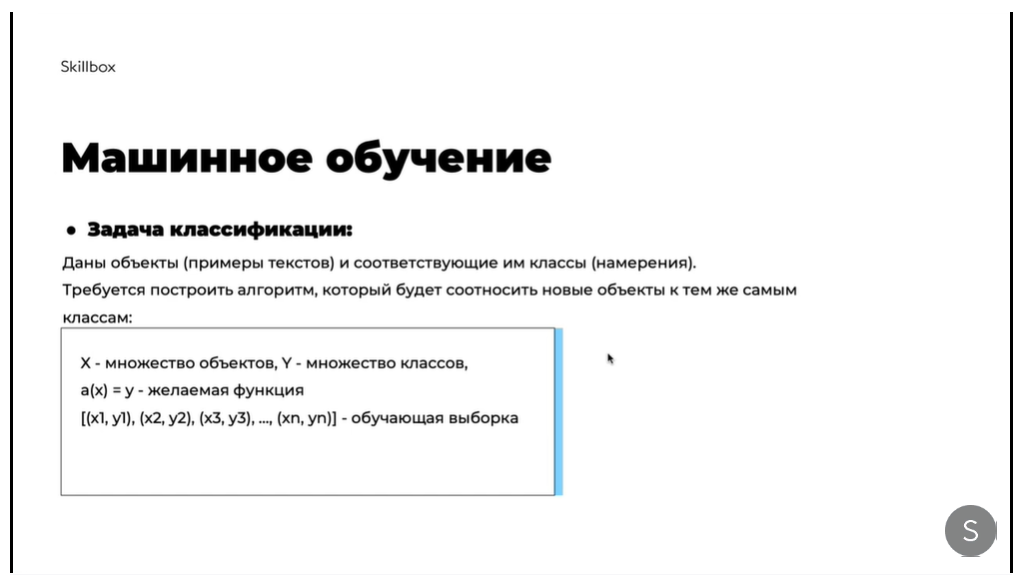 Skillbox
Машинное обучение
● Задача классификации:
Даны объекты (примеры текстов) и соответствующие им классы (намерения).
Требуется построить алгоритм, который будет соотносить новые объекты к тем же самым
классам:
X - множество объектов, Y - множество классов,
a(x) = y - желаемая функция
[(x1, y1), (x2, y2), (x3, y3), ..., (xn, yn)] - обучающая выборка
S